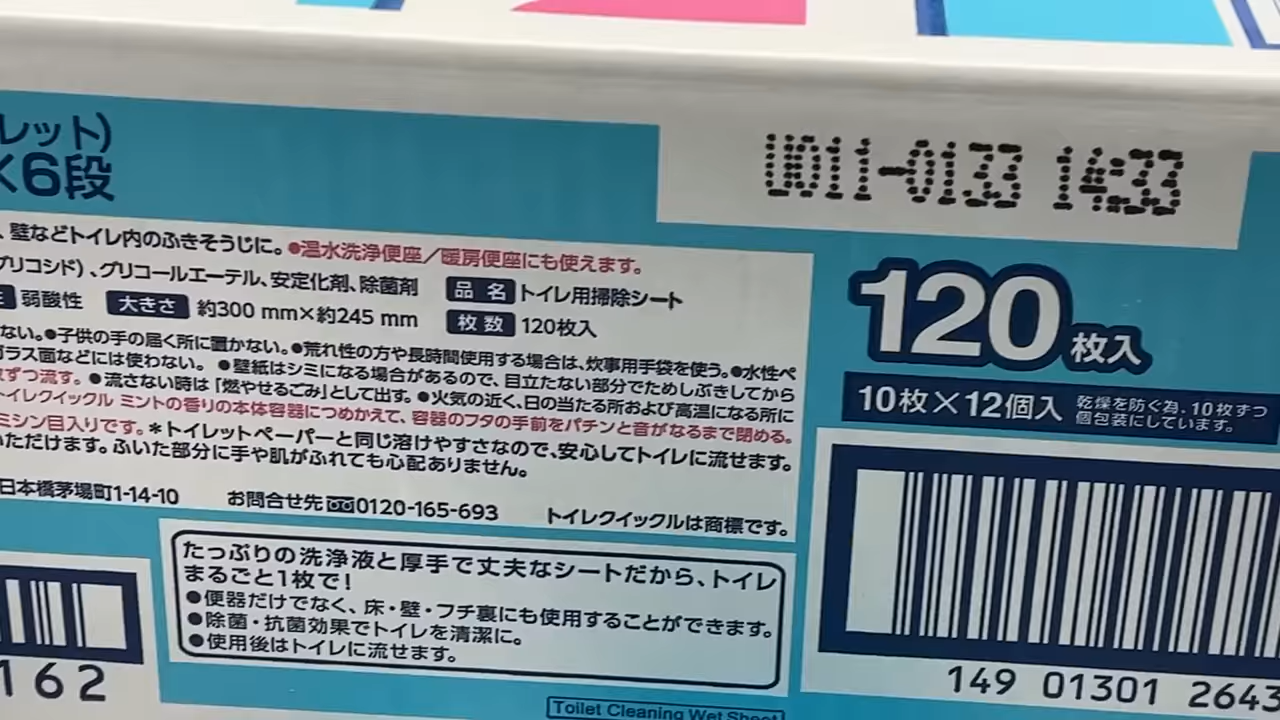 レット)
×6段
U011-0133 14:33
、壁などトイレ内のふきそうじに。●温水洗浄便座／暖房便座にも使えます。
グリコシド)、グリコールエーテル、安定化剤、除菌剤
品 名 トイレ用掃除シート
弱酸性 大きさ 約300 mm×約245 mm
枚 数 120枚入
ない。●子供の手の届く所に置かない。●荒れ性の方や長時間使用する場合は、炊事用手袋を使う。●水性ペ
ガラス面などには使わない。 ●壁紙はシミになる場合があるので、目立たない部分でためしぶきしてから
ずつ流す。●流さない時は「燃やせるごみ」として出す。●火気の近く、日の当たる所および高温になる所に
トイレクイックル ミントの香りの本体容器につめかえて、容器のフタの手前をパチンと音がなるまで閉める。
ミシン目入りです。＊トイレットペーパーと同じ溶けやすさなので、安心してトイレに流せます。
いただけます。ふいた部分に手や肌がふれても心配ありません。
日本橋茅場町1-14-10 お問合せ先 0120-165-693 トイレクイックルは商標です。
120枚入
10枚×12個入 乾燥を防ぐ為、10枚ずつ
個包装にしています。
たっぷりの洗浄液と厚手で丈夫なシートだから、トイレ
まるごと1枚で!
●便器だけでなく、床・壁・フチ裏にも使用することができます。
●除菌・抗菌効果でトイレを清潔に。
●使用後はトイレに流せます。
162
149 01301 2643
Toilet Cleaning Wet Sheet